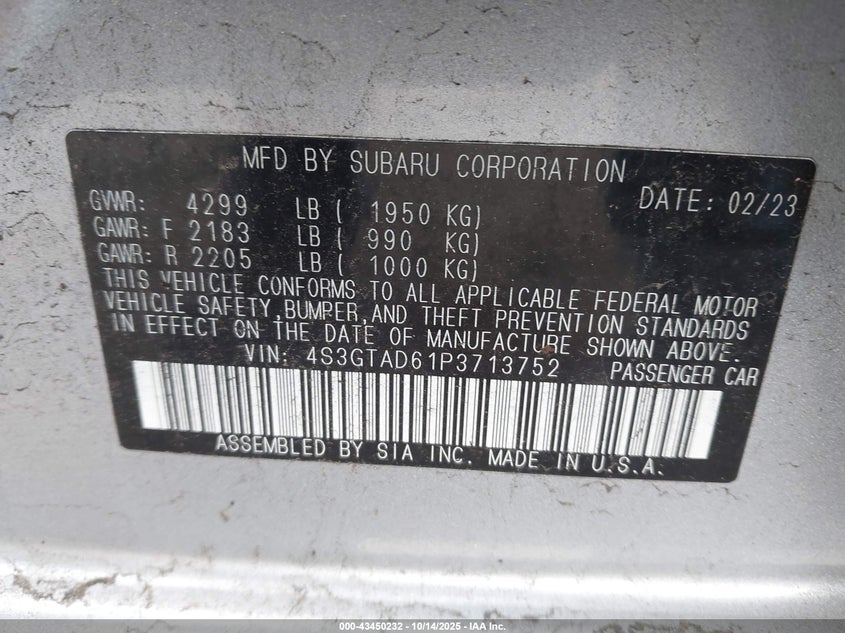 MFD BY SUBARU CORPORATION
DATE: 02/23
GVWR: 4299 LB ( 1950 KG)
GAWR: F 2183 LB ( 990 KG)
GAWR: R 2205 LB ( 1000 KG)
THIS VEHICLE CONFORMS TO ALL APPLICABLE FEDERAL MOTOR
VEHICLE SAFETY,BUMPER,AND THEFT PREVENTION STANDARDS
IN EFFECT ON THE DATE OF MANUFACTURE SHOWN ABOVE.
VIN: 4S3GTAD61P3713752 PASSENGER CAR
ASSEMBLED BY SIA INC. MADE IN U.S.A.
000-43450232 - 10/14/2025 - IAA Inc.